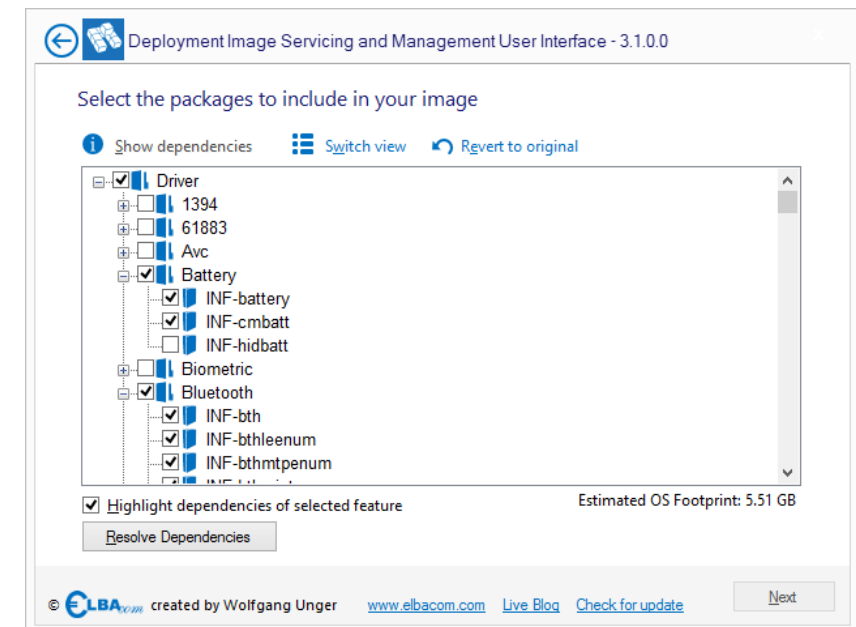 Deployment Image Servicing and Management User Interface - 3.1.0.0
Select the packages to include in your image
Show dependencies Switch view Revert to original
Driver
1394
61883
Avc
Battery
INF-battery
INF-cmbatt
INF-hidbatt
Biometric
Bluetooth
INF-bth
INF-bthleenum
INF-bthmtpenum
Highlight dependencies of selected feature Estimated OS Footprint: 5.51 GB
Resolve Dependencies
© ELBAcom created by Wolfgang Unger www.elbacom.com Live Blog Check for update Next